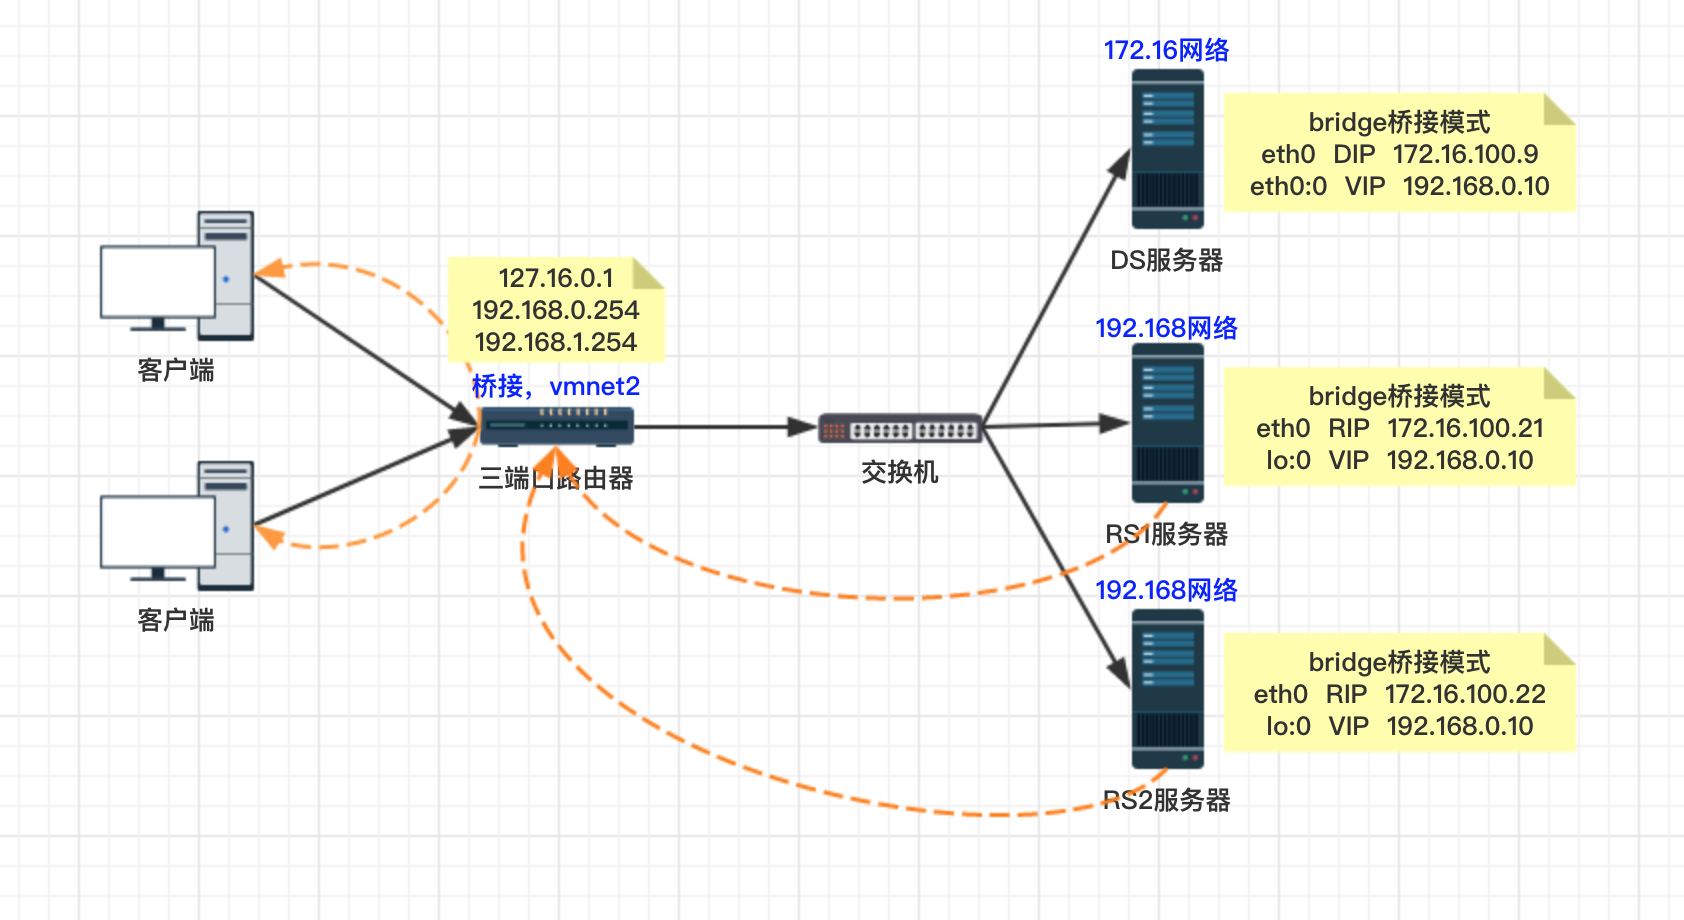 172.16网络
bridge桥接模式
eth0 DIP 172.16.100.9
eth0:0 VIP 192.168.0.10
DS服务器
127.16.0.1
192.168.0.254
192.168.1.254
桥接，vmnet2
三端口路由器
客户端
客户端
交换机
192.168网络
bridge桥接模式
eth0 RIP 172.16.100.21
lo:0 VIP 192.168.0.10
RS1服务器
192.168网络
bridge桥接模式
eth0 RIP 172.16.100.22
lo:0 VIP 192.168.0.10
RS2服务器